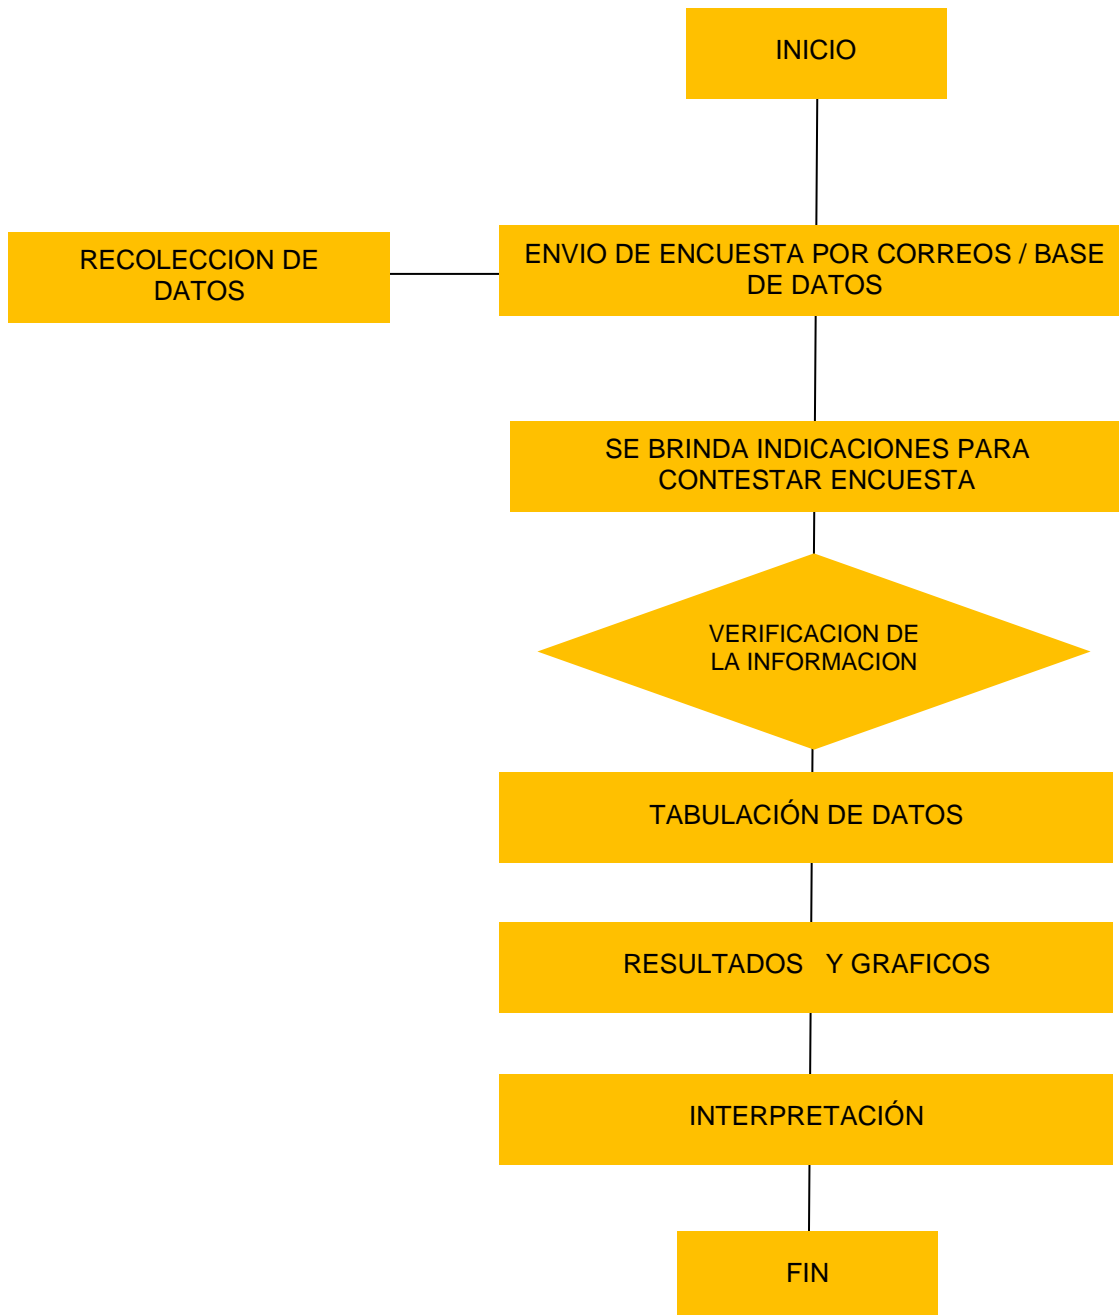 INICIO
RECOLECCION DE
DATOS
ENVIO DE ENCUESTA POR CORREOS / BASE
DE DATOS
SE BRINDA INDICACIONES PARA
CONTESTAR ENCUESTA
VERIFICACION DE
LA INFORMACION
TABULACIÓN DE DATOS
RESULTADOS   Y GRAFICOS
INTERPRETACIÓN
FIN